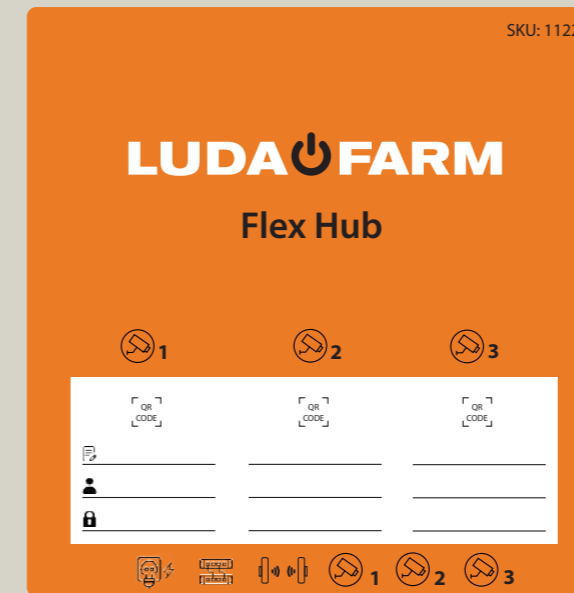 SKU: 1122
LUDA FARM
Flex Hub
1 2 3
QR CODE QR CODE QR CODE
1 2 3